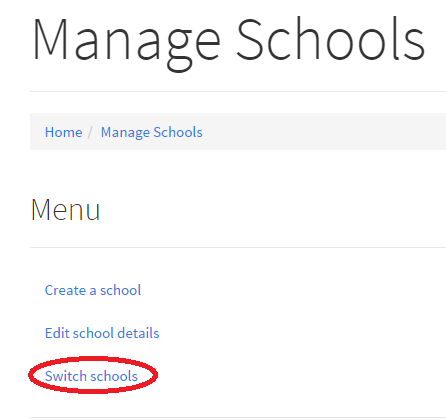 Manage Schools
Home / Manage Schools
Menu
Create a school
Edit school details
Switch schools